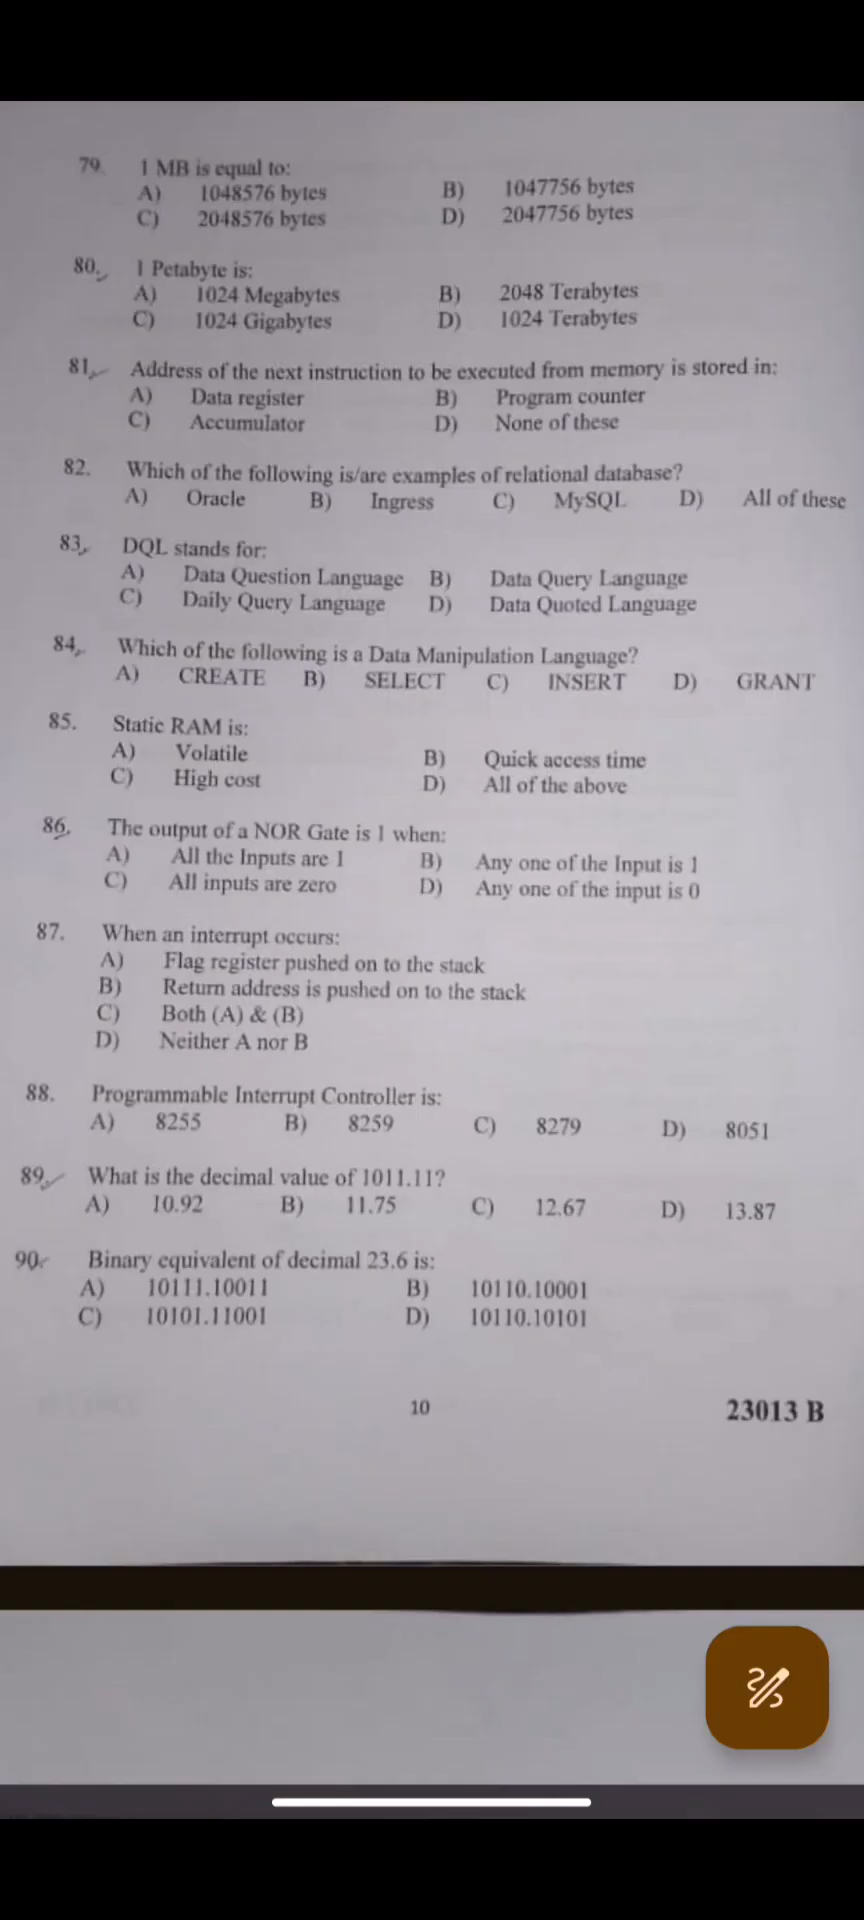 79. 1 MB is equal to:
A) 1048576 bytes B) 1047756 bytes
C) 2048576 bytes D) 2047756 bytes
80. 1 Petabyte is:
A) 1024 Megabytes B) 2048 Terabytes
C) 1024 Gigabytes D) 1024 Terabytes
81. Address of the next instruction to be executed from memory is stored in:
A) Data register B) Program counter
C) Accumulator D) None of these
82. Which of the following is/are examples of relational database?
A) Oracle B) Ingress C) MySQL D) All of these
83. DQL stands for:
A) Data Question Language B) Data Query Language
C) Daily Query Language D) Data Quoted Language
84. Which of the following is a Data Manipulation Language?
A) CREATE B) SELECT C) INSERT D) GRANT
85. Static RAM is:
A) Volatile B) Quick access time
C) High cost D) All of the above
86. The output of a NOR Gate is 1 when:
A) All the Inputs are 1 B) Any one of the Input is 1
C) All inputs are zero D) Any one of the input is 0
87. When an interrupt occurs:
A) Flag register pushed on to the stack
B) Return address is pushed on to the stack
C) Both (A) & (B)
D) Neither A nor B
88. Programmable Interrupt Controller is:
A) 8255 B) 8259 C) 8279 D) 8051
89. What is the decimal value of 1011.11?
A) 10.92 B) 11.75 C) 12.67 D) 13.87
90. Binary equivalent of decimal 23.6 is:
A) 10111.10011 B) 10110.10001
C) 10101.11001 D) 10110.10101
10 23013 B